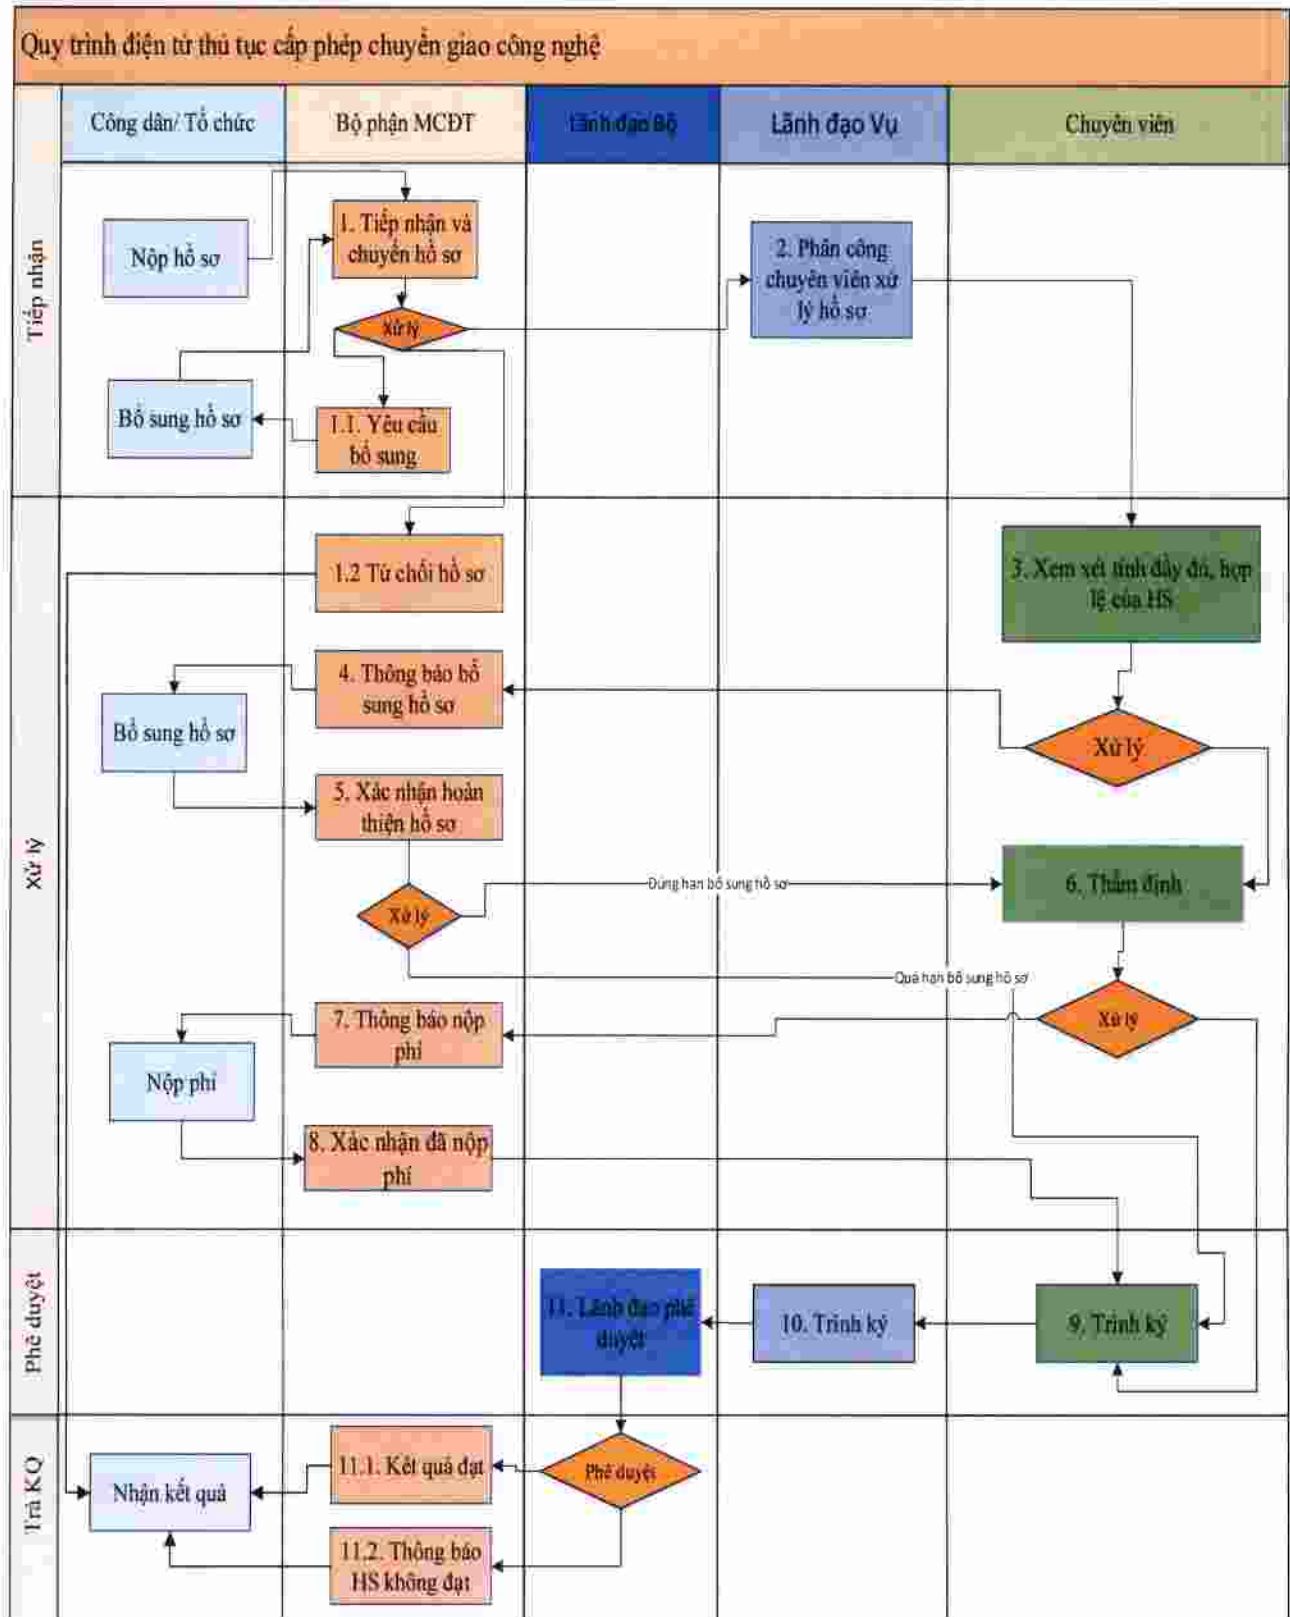 Quy trình điện tử thủ tục cấp phép chuyển giao công nghệ
Công dân/ Tổ chức
Bộ phận MCĐT
Lãnh đạo Bộ
Lãnh đạo Vụ
Chuyên viên
Tiếp nhận
Nộp hồ sơ
1. Tiếp nhận và
chuyển hồ sơ
Xử lý
2. Phân công
chuyên viên xử
lý hồ sơ
Bổ sung hồ sơ
1.1. Yêu cầu
bổ sung
Xử lý
1.2 Từ chối hồ sơ
3. Xem xét tính đầy đủ, hợp
lệ của HS
4. Thông báo bổ
sung hồ sơ
Bổ sung hồ sơ
Xử lý
5. Xác nhận hoàn
thiện hồ sơ
Xử lý
Đúng hạn bổ sung hồ sơ
6. Thẩm định
Quá hạn bổ sung hồ sơ
Xử lý
7. Thông báo nộp
phí
Nộp phí
8. Xác nhận đã nộp
phí
Phê duyệt
11. Lãnh đạo phê
duyệt
10. Trình ký
9. Trình ký
Trả KQ
Nhận kết quả
11.1. Kết quả đạt
Phê duyệt
11.2. Thông báo
HS không đạt